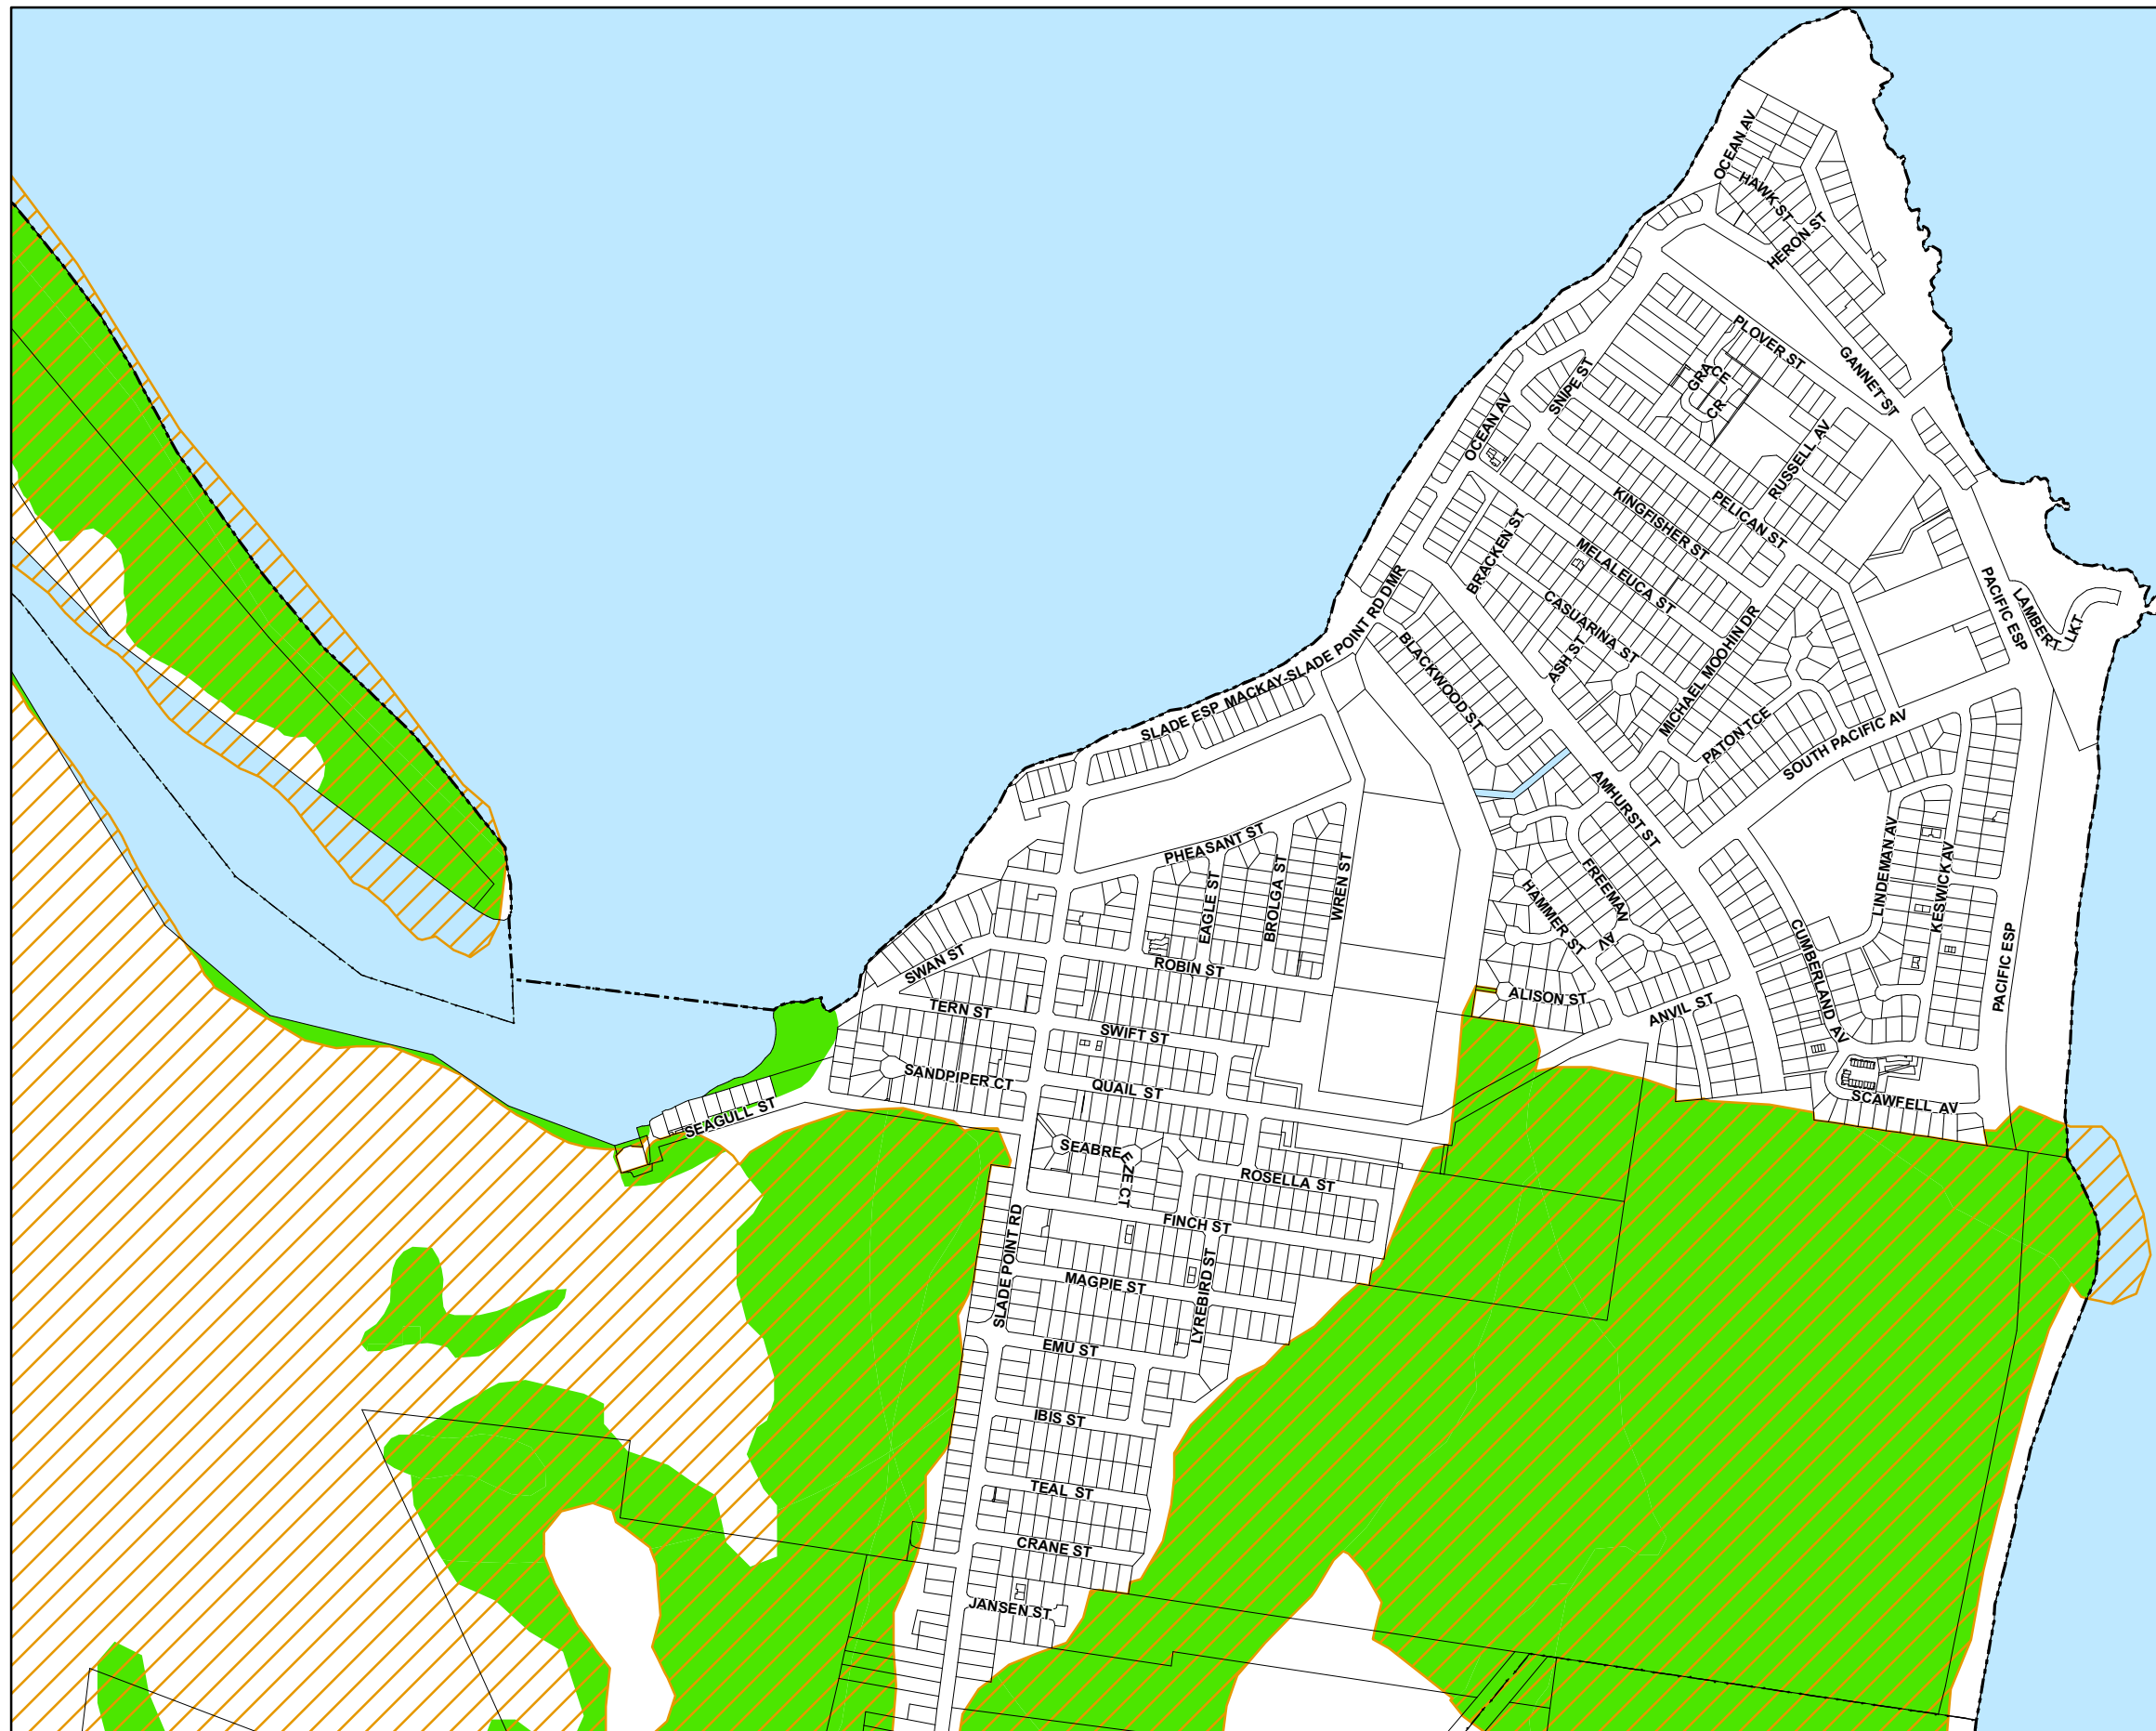 OCEAN AV
HAWK ST
HERON ST
PLOVER ST
GRACE CR
GANNET ST
SNIPE ST
OCEAN AV
RUSSELL AV
PELICAN ST
KINGFISHER ST
BRACKEN ST
MELALEUCA ST
CASUARINA ST
ASH ST
MICHAEL MOOHIN DR
PACIFIC ESP
LAMBERT LKT
BLACKWOOD ST
SLADE ESP MACKAY-SLADE POINT RD DMR
PATON TCE
SOUTH PACIFIC AV
AMHURST ST
PHEASANT ST
EAGLE ST
BROLGA ST
WREN ST
FREEMAN AV
HAMMER ST
LINDEMAN AV
KESWICK AV
CUMBERLAND AV
PACIFIC ESP
SWAN ST
ROBIN ST
TERN ST
SWIFT ST
ALISON ST
ANVIL ST
SANDPIPER CT
QUAIL ST
SCAWFELL AV
SEAGULL ST
SEABREEZE CT
ROSELLA ST
FINCH ST
SLADE POINT RD
MAGPIE ST
LYREBIRD ST
EMU ST
IBIS ST
TEAL ST
CRANE ST
JANSEN ST